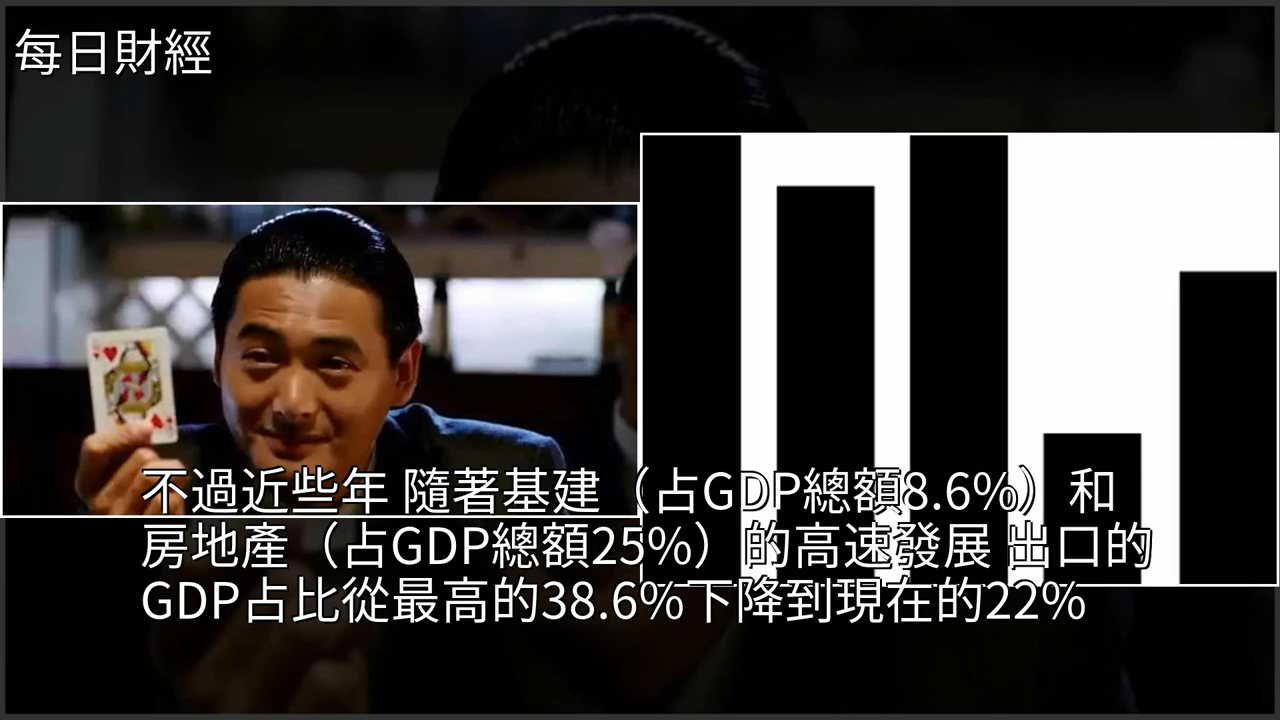 每日財經
不過近些年 隨著基建（占GDP總額8.6%）和
房地產（占GDP總額25%）的高速發展 出口的
GDP占比從最高的38.6%下降到現在的22%